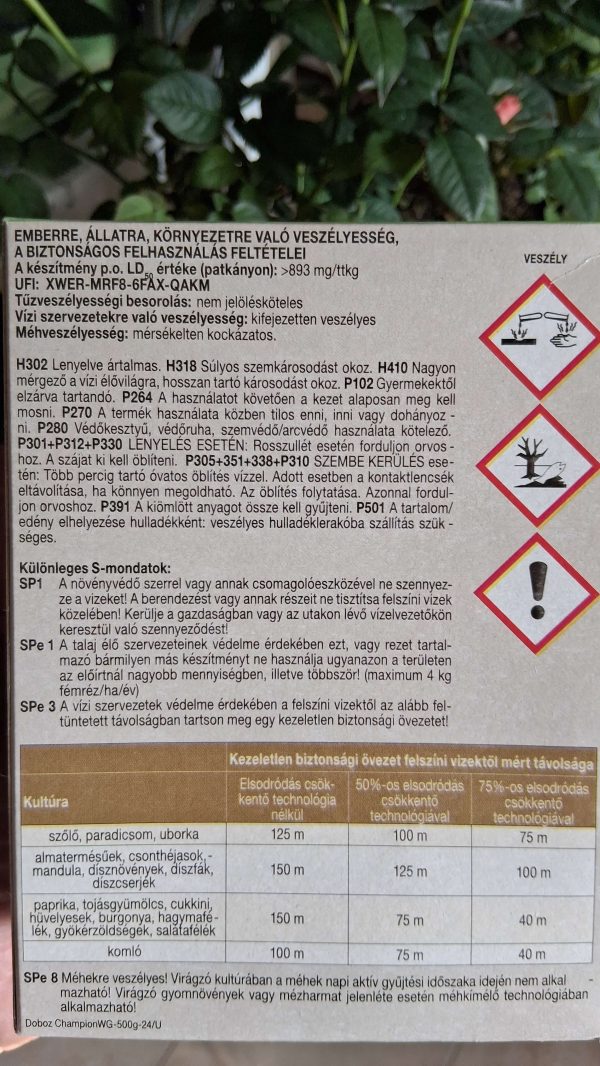 EMBERRE, ÁLLATRA, KÖRNYEZETRE VALÓ VESZÉLYESSÉG,
A BIZTONSÁGOS FELHASZNÁLÁS FELTÉTELEI
A készítmény p.o. LD50 értéke (patkányon): >893 mg/ttkg
UFI: XWER-MRF8-6FAX-QAKM
Tűzveszélyességi besorolás: nem jelölésköteles
Vízi szervezetekre való veszélyesség: kifejezetten veszélyes
Méhveszélyesség: mérsékelten kockázatos.
VESZÉLY
H302 Lenyelve ártalmas. H318 Súlyos szemkárosodást okoz. H410 Nagyon
mérgező a vízi élővilágra, hosszan tartó károsodást okoz. P102 Gyermekektől
elzárva tartandó. P264 A használatot követően a kezet alaposan meg kell
mosni. P270 A termék használata közben tilos enni, inni vagy dohányoz -
ni. P280 Védőkesztyű, védőruha, szemvédő/arcvédő használata kötelező.
P301+P312+P330 LENYELÉS ESETÉN: Rosszullét esetén forduljon orvos -
hoz. A szájat ki kell öblíteni. P305+351+338+P310 SZEMBE KERÜLÉS ese-
tén: Több percig tartó óvatos öblítés vízzel. Adott esetben a kontaktlencsék
eltávolítása, ha könnyen megoldható. Az öblítés folytatása. Azonnal fordul-
jon orvoshoz. P391 A kiömlött anyagot össze kell gyűjteni. P501 A tartalom/
edény elhelyezése hulladékként: veszélyes hulladéklerakóba szállítás szük -
séges.
Különleges S-mondatok:
SP1 A növényvédő szerrel vagy annak csomagolóeszközével ne szennyez-
ze a vizeket! A berendezést vagy annak részeit ne tisztítsa felszíni vizek
közelében! Kerülje a gazdaságban vagy az utakon lévő vízelvezetőkön
keresztül való szennyeződést!
SPe 1 A talaj élő szervezeteinek védelme érdekében ezt, vagy rezet tartal-
mazó bármilyen más készítményt ne használja ugyanazon a területen
az előírtnál nagyobb mennyiségben, illetve többször! (maximum 4 kg
fémréz/ha/év)
SPe 3 A vízi szervezetek védelme érdekében a felszíni vizektől az alább fel-
tüntetett távolságban tartson meg egy kezeletlen biztonsági övezetet!
Kezeletlen biztonsági övezet felszíni vizektől mért távolsága
Kultúra
Elsodródás csök-
kentő technológia
nélkül
50%-os elsodródás
csökkentő
technológiával
75%-os elsodródás
csökkentő
technológiával
szőlő, paradicsom, uborka 125 m 100 m 75 m
almatermésűek, csonthéjasok, -
mandula, dísznövények, díszfák,
díszcserjék
150 m 125 m 100 m
paprika, tojásgyümölcs, cukkini,
hüvelyesek, burgonya, hagymafé-
lék, gyökérzöldségek, salátafélék
150 m 75 m 40 m
komló 100 m 75 m 40 m
SPe 8 Méhekre veszélyes! Virágzó kultúrában a méhek napi aktív gyűjtési időszaka idején nem alkal -
mazható! Virágzó gyomnövények vagy mézharmat jelenléte esetén méhkímélő technológiában
alkalmazható!
Doboz ChampionWG-500g-24/U